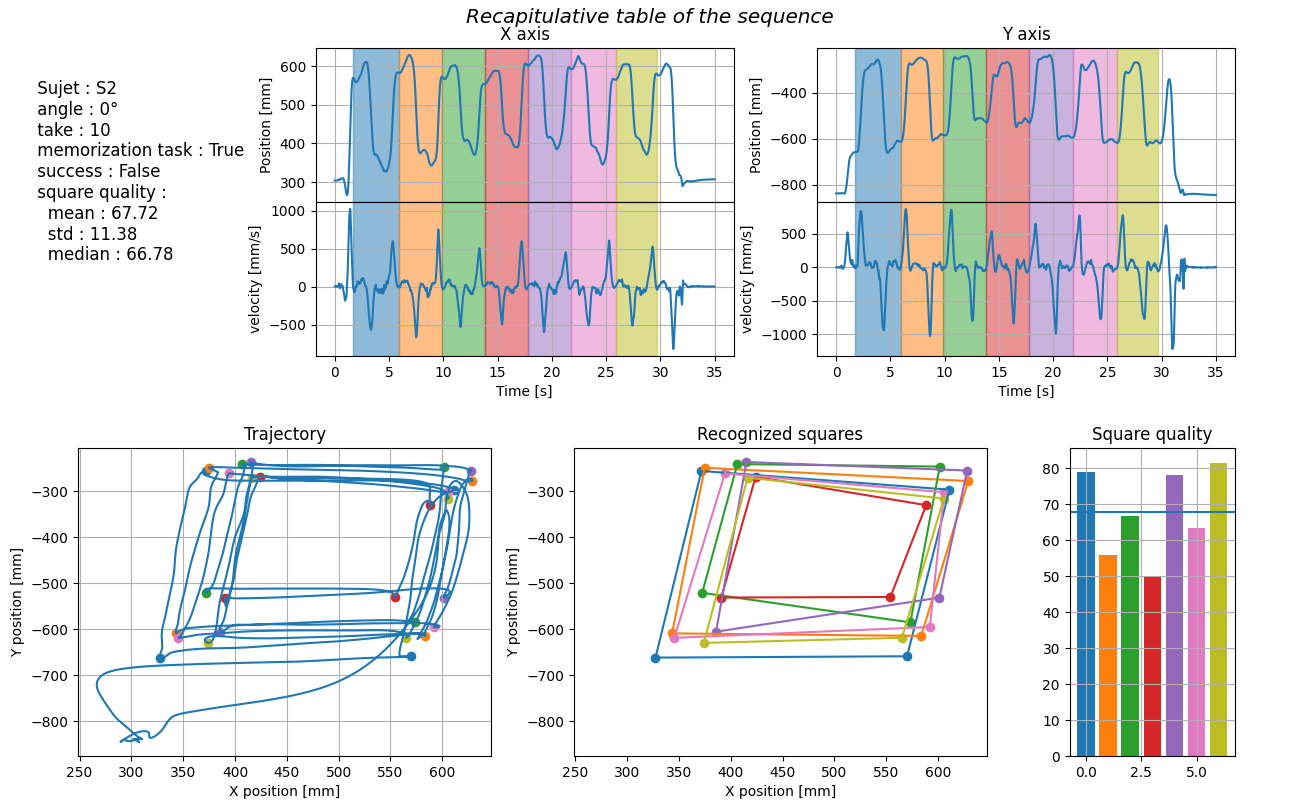 Recapitulative table of the sequence
Sujet : S2
angle : 0°
take : 10
memorization task : True
success : False
square quality :
mean : 67.72
std : 11.38
median : 66.78
X axis
Position [mm]
600
500
400
300
velocity [mm/s]
1000
500
0
−500
0 5 10 15 20 25 30 35
Time [s]
Y axis
Position [mm]
−400
−600
−800
velocity [mm/s]
500
0
−500
−1000
0 5 10 15 20 25 30 35
Time [s]
Trajectory
Y position [mm]
−300
−400
−500
−600
−700
−800
250 300 350 400 450 500 550 600
X position [mm]
Recognized squares
Y position [mm]
−300
−400
−500
−600
−700
−800
250 300 350 400 450 500 550 600
X position [mm]
Square quality
80
70
60
50
40
30
20
10
0
0.0 2.5 5.0